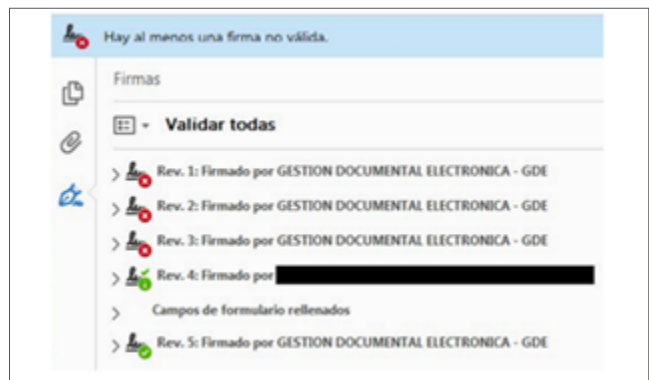 Hay al menos una firma no válida.
Firmas
Validar todas
Rev. 1: Firmado por GESTION DOCUMENTAL ELECTRONICA - GDE
Rev. 2: Firmado por GESTION DOCUMENTAL ELECTRONICA - GDE
Rev. 3: Firmado por GESTION DOCUMENTAL ELECTRONICA - GDE
Rev. 4: Firmado por
Campos de formulario rellenados
Rev. 5: Firmado por GESTION DOCUMENTAL ELECTRONICA - GDE